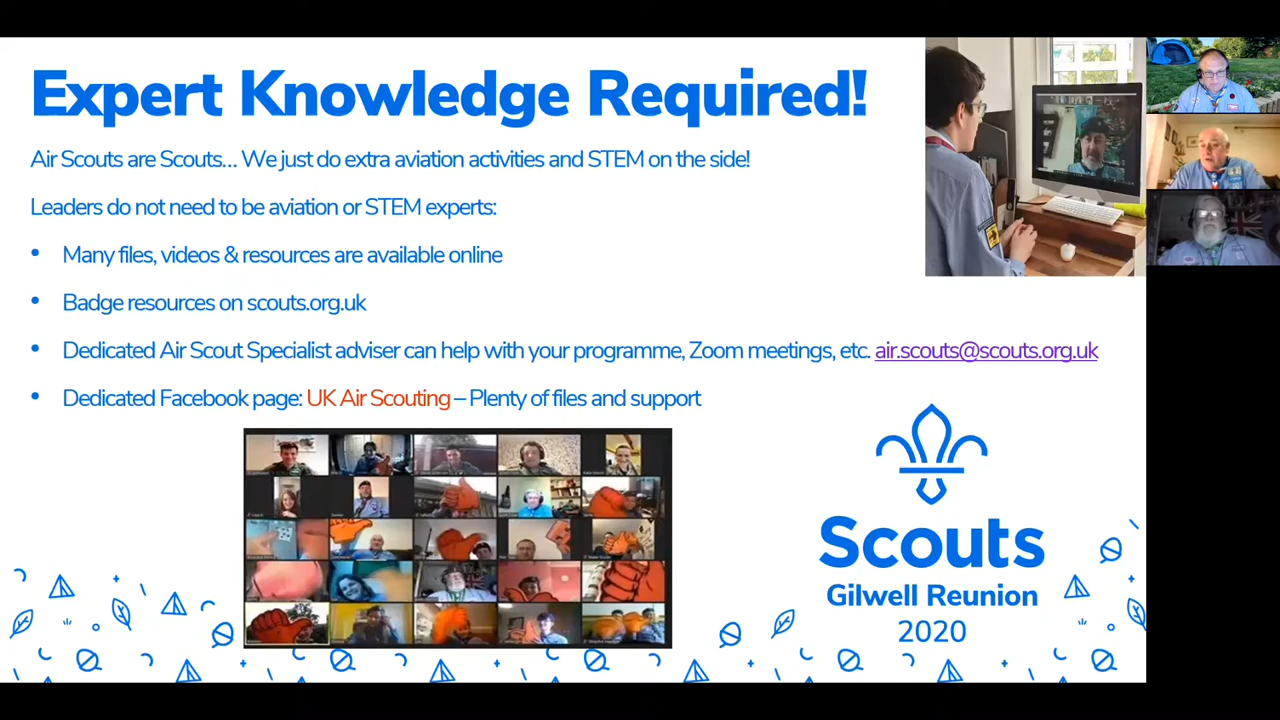 Expert Knowledge Required!
Air Scouts are Scouts... We just do extra aviation activities and STEM on the side!
Leaders do not need to be aviation or STEM experts:
• Many files, videos & resources are available online
• Badge resources on scouts.org.uk
• Dedicated Air Scout Specialist adviser can help with your programme, Zoom meetings, etc. air.scouts@scouts.org.uk
• Dedicated Facebook page: UK Air Scouting – Plenty of files and support
Scouts
Gilwell Reunion
2020